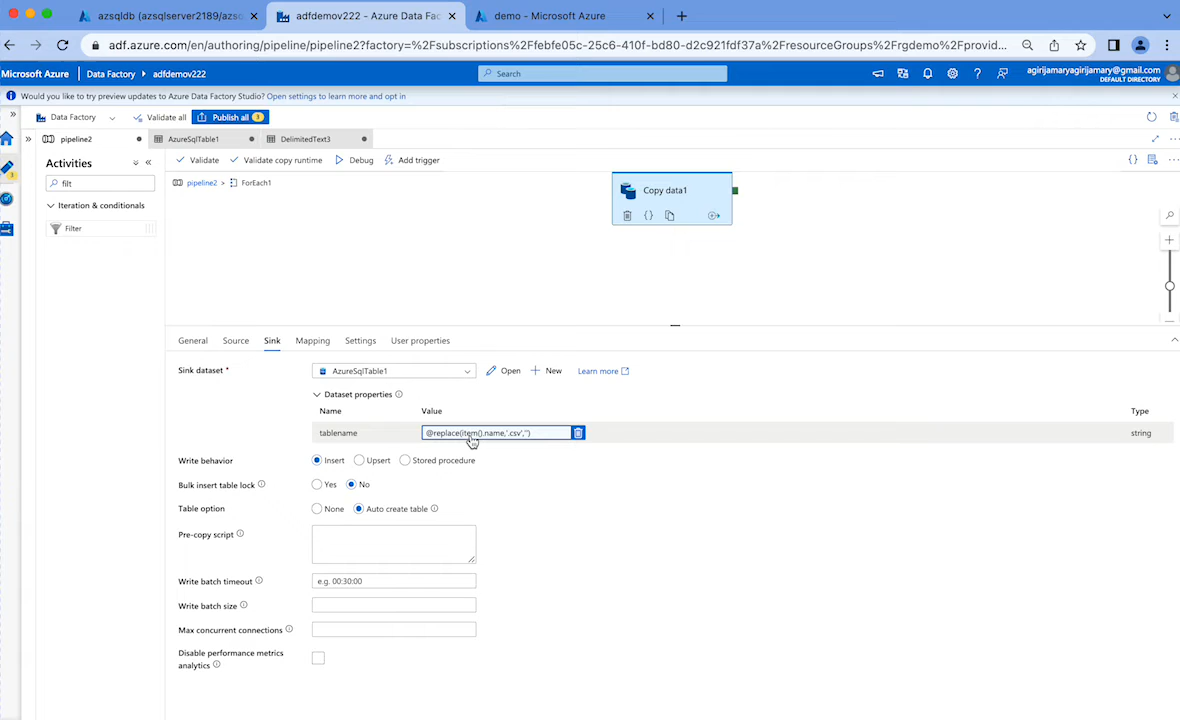 azsqldb (azsqlserver2189/azsc
adfdemov222 - Azure Data Fac
demo - Microsoft Azure
adf.azure.com/en/authoring/pipeline/pipeline2?factory=%2Fsubscriptions%2Ffebfe05c-25c6-410f-bd80-d2c921fdf37a%2FresourceGroups%2Frgdemo%2Fprovid...
Microsoft Azure Data Factory adfdemov222
Search
agirijamaryagirijamary@gmail.com
DEFAULT DIRECTORY
Would you like to try preview updates to Azure Data Factory Studio? Open settings to learn more and opt in
Data Factory Validate all Publish all 3
pipeline2 AzureSqlTable1 DelimitedText3
Activities
Validate Validate copy runtime Debug Add trigger
filt
pipeline2 > ForEach1
Copy data1
Iteration & conditionals
Filter
General Source Sink Mapping Settings User properties
Sink dataset * AzureSqlTable1 Open New Learn more
Dataset properties
Name Value Type
tablename @replace(item().name,'.csv','') string
Write behavior Insert Upsert Stored procedure
Bulk insert table lock Yes No
Table option None Auto create table
Pre-copy script
Write batch timeout e.g. 00:30:00
Write batch size
Max concurrent connections
Disable performance metrics
analytics